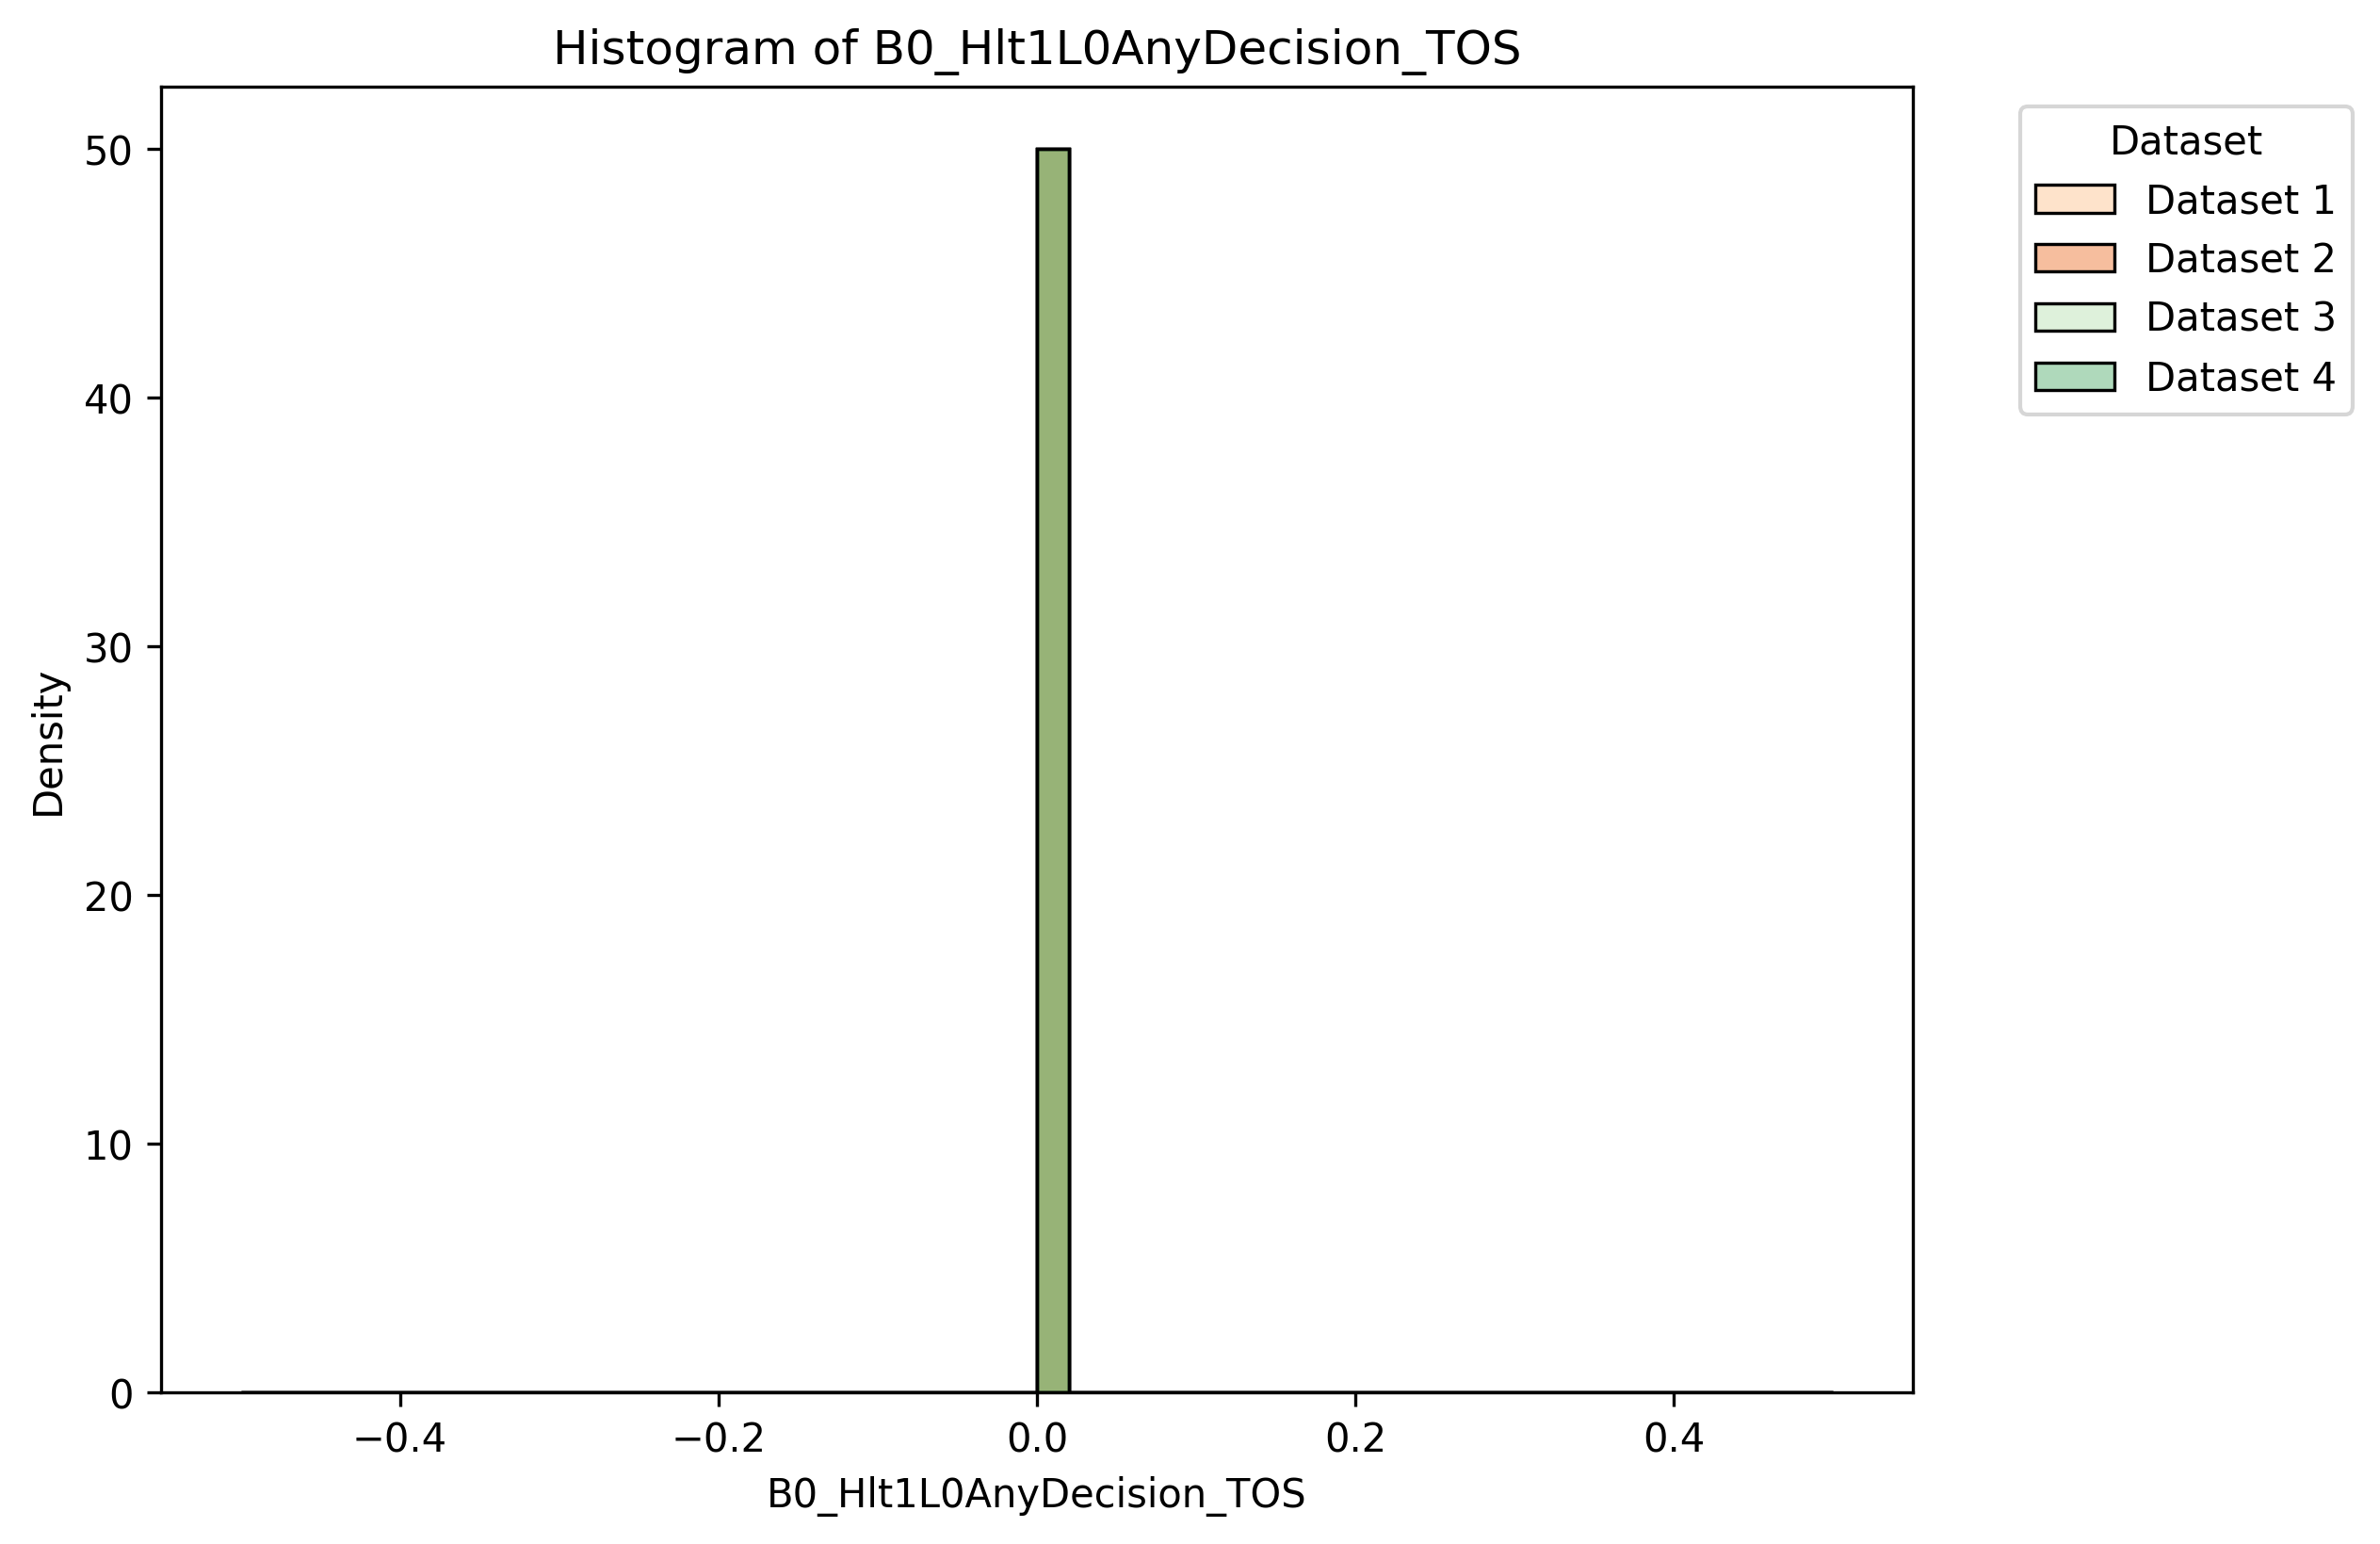 Histogram of B0_Hlt1L0AnyDecision_TOS
Dataset
Dataset 1
Dataset 2
Dataset 3
Dataset 4
50
40
30
20
10
0
Density
−0.4
−0.2
0.0
0.2
0.4
B0_Hlt1L0AnyDecision_TOS